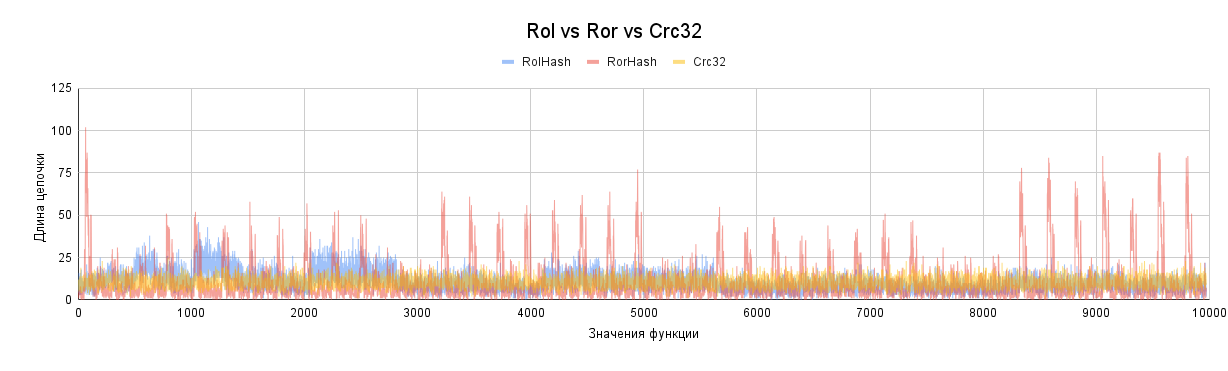 Rol vs Ror vs Crc32
RolHash RorHash Crc32
Длина цепочки
125
100
75
50
25
0
0 1000 2000 3000 4000 5000 6000 7000 8000 9000 10000
Значения функции